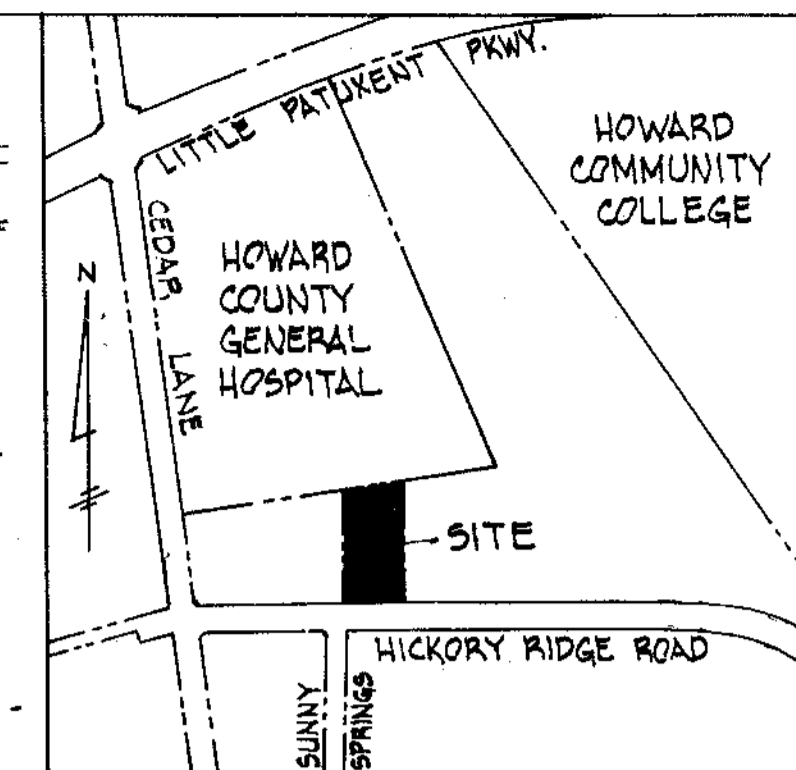 LITTLE PATUXENT PKWY.
HOWARD
COMMUNITY
COLLEGE
CEDAR LANE
HOWARD
COUNTY
GENERAL
HOSPITAL
N
SITE
HICKORY RIDGE ROAD
SUNNY
SPRINGS